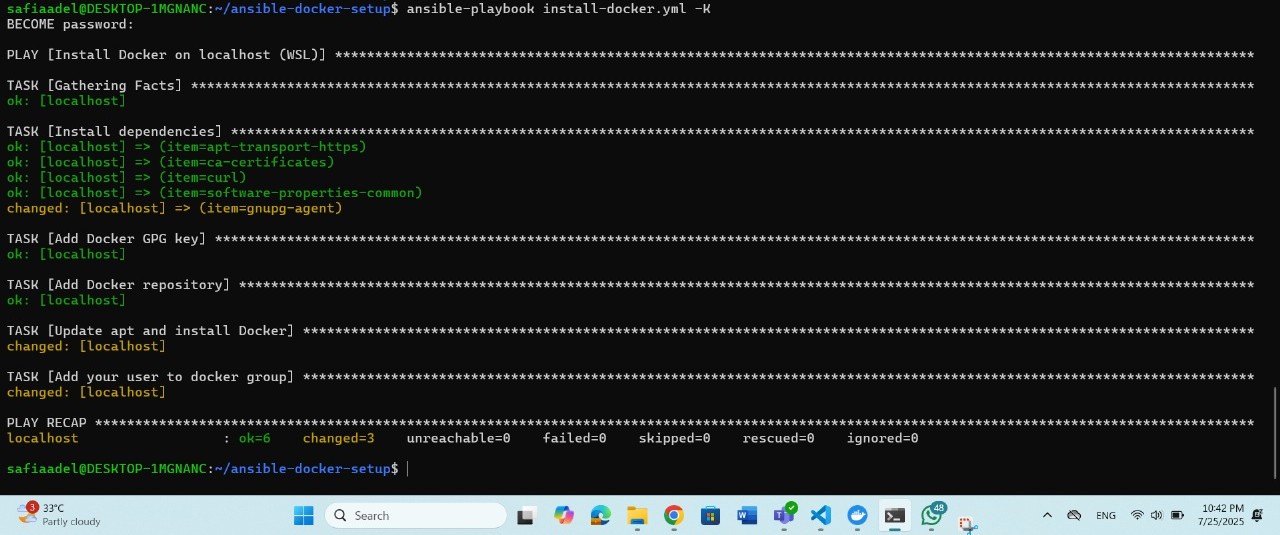 safiaadel@DESKTOP-1MGNANC:~/ansible-docker-setup$ ansible-playbook install-docker.yml -K
BECOME password:
PLAY [Install Docker on localhost (WSL)] *******************************************************************************************************************
TASK [Gathering Facts] *************************************************************************************************************************************
ok: [localhost]
TASK [Install dependencies] ********************************************************************************************************************************
ok: [localhost] => (item=apt-transport-https)
ok: [localhost] => (item=ca-certificates)
ok: [localhost] => (item=curl)
ok: [localhost] => (item=software-properties-common)
changed: [localhost] => (item=gnupg-agent)
TASK [Add Docker GPG key] **********************************************************************************************************************************
ok: [localhost]
TASK [Add Docker repository] *******************************************************************************************************************************
ok: [localhost]
TASK [Update apt and install Docker] ***********************************************************************************************************************
changed: [localhost]
TASK [Add your user to docker group] ***********************************************************************************************************************
changed: [localhost]
PLAY RECAP *************************************************************************************************************************************************
localhost                  : ok=6    changed=3    unreachable=0    failed=0    skipped=0    rescued=0    ignored=0
safiaadel@DESKTOP-1MGNANC:~/ansible-docker-setup$
3 33°C
Partly cloudy
Search
48
ENG
10:42 PM
7/25/2025